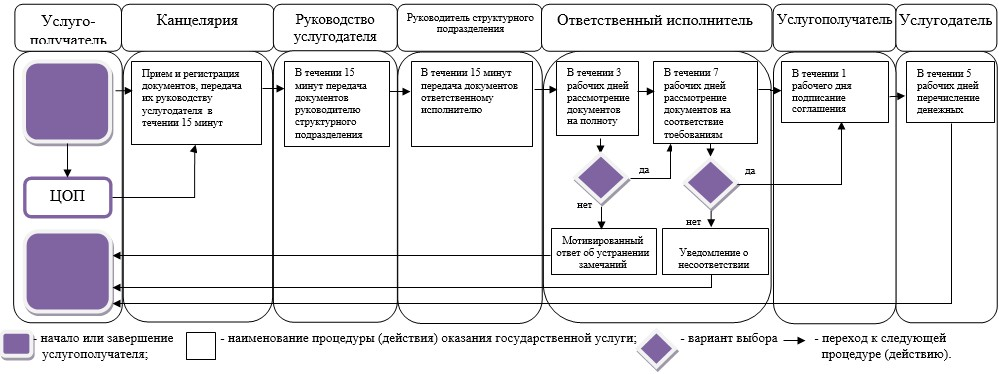 Услуго-
получатель
Канцелярия
Руководство
услугодателя
Руководитель структурного
подразделения
Ответственный исполнитель
Услугополучатель
Услугодатель
Прием и регистрация
документов, передача
их руководству
услугодателя в
течении 15 минут
В течении 15
минут передача
документов
руководителю
структурного
подразделения
В течении 15 минут
передача документов
ответственному
исполнителю
В течении 3
рабочих дней
рассмотрение
документов
на полноту
В течении 7
рабочих дней
рассмотрение
документов на
соответствие
требованиям
В течении 1
рабочего дня
подписание
соглашения
В течении 5
рабочих дней
перечисление
денежных
ЦОП
да
да
нет
нет
Мотивированный
ответ об устранении
замечаний
Уведомление о
несоответствии
- начало или завершение
услугополучателя;
- наименование процедуры (действия) оказания государственной услуги;
- вариант выбора
- переход к следующей
процедуре (действию).